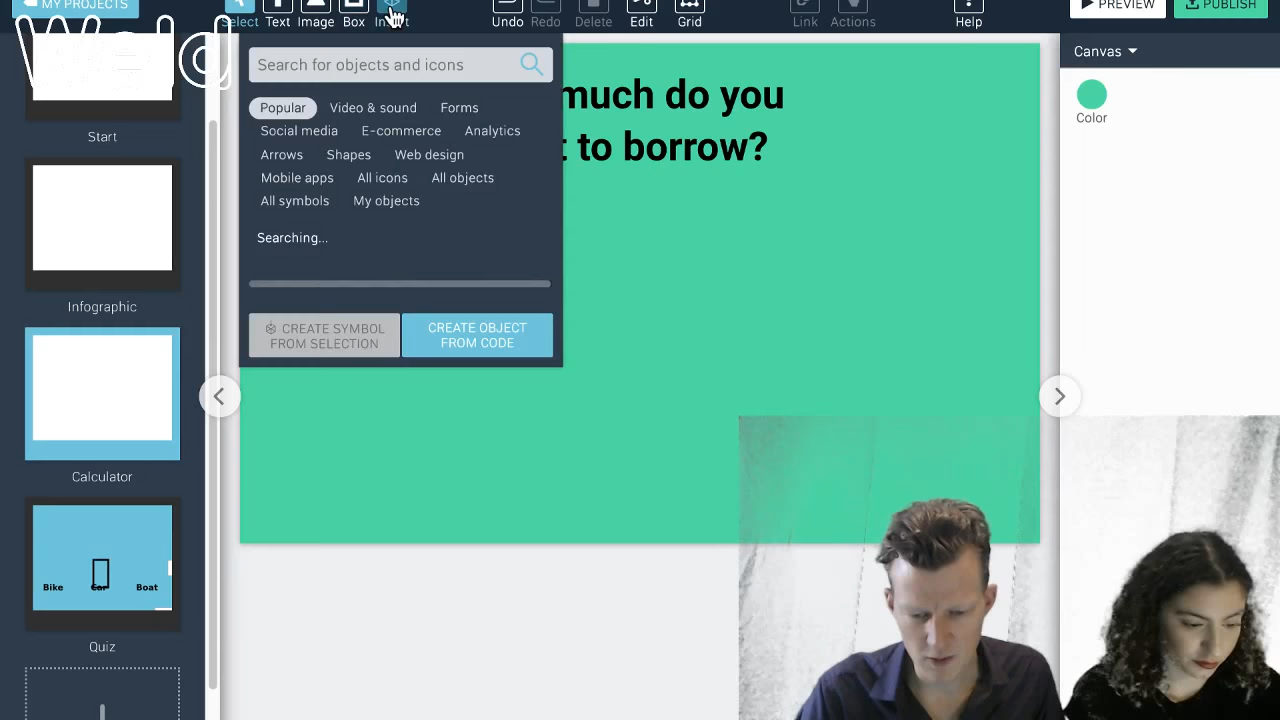 MY PROJECTS
Select
Text
Image
Box
Undo
Redo
Delete
Edit
Grid
Link
Actions
Help
PREVIEW
PUBLISH
Weld
Search for objects and icons
Popular
Video & sound
Forms
Social media
E-commerce
Analytics
Arrows
Shapes
Web design
Mobile apps
All icons
All objects
All symbols
My objects
Searching...
CREATE SYMBOL
FROM SELECTION
CREATE OBJECT
FROM CODE
much do you
to borrow?
Canvas
Color
Start
Infographic
Calculator
Bike
Car
Boat
Quiz